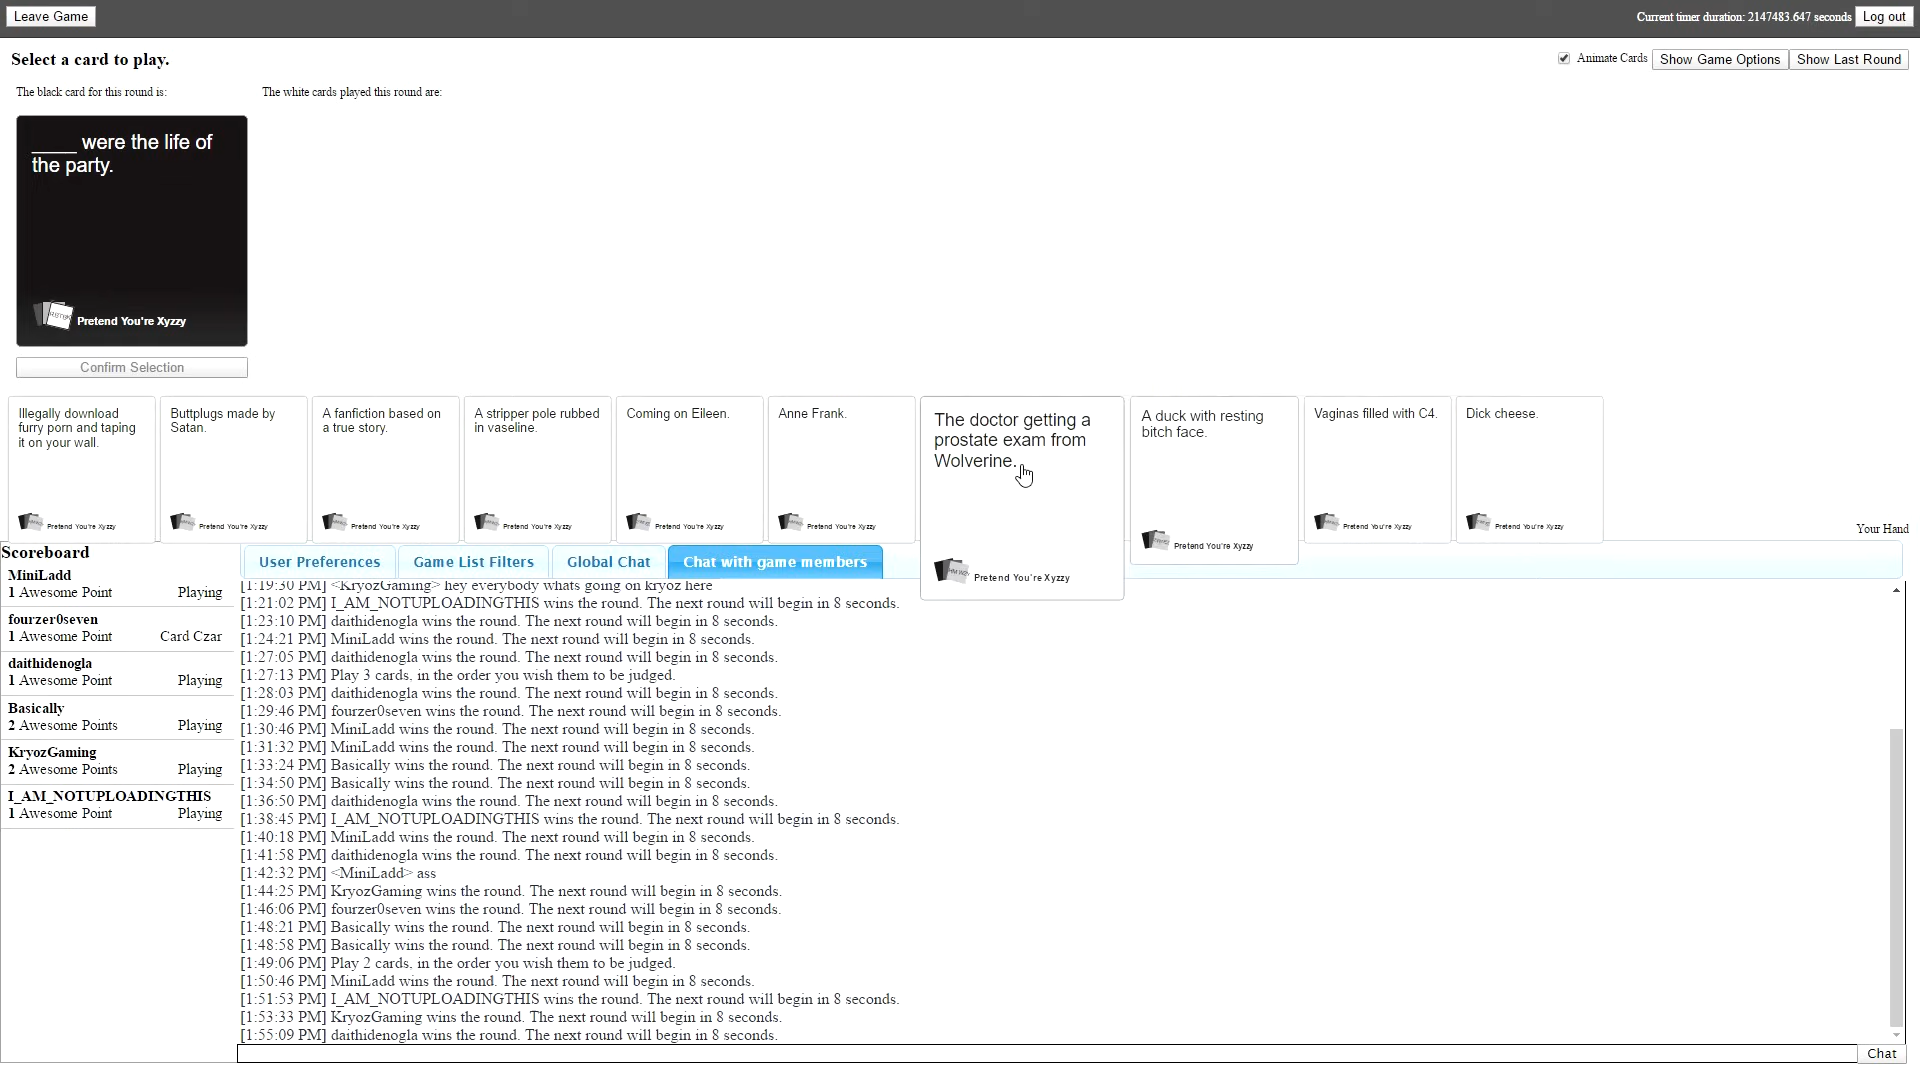 Leave Game
Current timer duration: 2147483.647 seconds
Log out
Select a card to play.
Animate Cards
Show Game Options
Show Last Round
The black card for this round is:
The white cards played this round are:
____ were the life of
the party.
Pretend You're Xyzzy
Confirm Selection
Illegally download
furry porn and taping
it on your wall.
Pretend You're Xyzzy
Buttplugs made by
Satan.
Pretend You're Xyzzy
A fanfiction based on
a true story.
Pretend You're Xyzzy
A stripper pole rubbed
in vaseline.
Pretend You're Xyzzy
Coming on Eileen.
Pretend You're Xyzzy
Anne Frank.
Pretend You're Xyzzy
The doctor getting a
prostate exam from
Wolverine.
Pretend You're Xyzzy
A duck with resting
bitch face.
Pretend You're Xyzzy
Vaginas filled with C4.
Pretend You're Xyzzy
Dick cheese.
Pretend You're Xyzzy
Your Hand
Scoreboard
MiniLadd
1 Awesome Point Playing
fourzer0seven
1 Awesome Point Card Czar
daithidenogla
1 Awesome Point Playing
Basically
2 Awesome Points Playing
KryozGaming
2 Awesome Points Playing
I_AM_NOTUPLOADINGTHIS
1 Awesome Point Playing
User Preferences
Game List Filters
Global Chat
Chat with game members
[1:19:30 PM] <KryozGaming> hey everybody whats going on kryoz here
[1:21:02 PM] I_AM_NOTUPLOADINGTHIS wins the round. The next round will begin in 8 seconds.
[1:23:10 PM] daithidenogla wins the round. The next round will begin in 8 seconds.
[1:24:21 PM] MiniLadd wins the round. The next round will begin in 8 seconds.
[1:27:05 PM] daithidenogla wins the round. The next round will begin in 8 seconds.
[1:27:13 PM] Play 3 cards, in the order you wish them to be judged.
[1:28:03 PM] daithidenogla wins the round. The next round will begin in 8 seconds.
[1:29:46 PM] fourzer0seven wins the round. The next round will begin in 8 seconds.
[1:30:46 PM] MiniLadd wins the round. The next round will begin in 8 seconds.
[1:31:32 PM] MiniLadd wins the round. The next round will begin in 8 seconds.
[1:33:24 PM] Basically wins the round. The next round will begin in 8 seconds.
[1:34:50 PM] Basically wins the round. The next round will begin in 8 seconds.
[1:36:50 PM] daithidenogla wins the round. The next round will begin in 8 seconds.
[1:38:45 PM] I_AM_NOTUPLOADINGTHIS wins the round. The next round will begin in 8 seconds.
[1:40:18 PM] MiniLadd wins the round. The next round will begin in 8 seconds.
[1:41:58 PM] daithidenogla wins the round. The next round will begin in 8 seconds.
[1:42:32 PM] <MiniLadd> ass
[1:44:25 PM] KryozGaming wins the round. The next round will begin in 8 seconds.
[1:46:06 PM] fourzer0seven wins the round. The next round will begin in 8 seconds.
[1:48:21 PM] Basically wins the round. The next round will begin in 8 seconds.
[1:48:58 PM] Basically wins the round. The next round will begin in 8 seconds.
[1:49:06 PM] Play 2 cards, in the order you wish them to be judged.
[1:50:46 PM] MiniLadd wins the round. The next round will begin in 8 seconds.
[1:51:53 PM] I_AM_NOTUPLOADINGTHIS wins the round. The next round will begin in 8 seconds.
[1:53:33 PM] KryozGaming wins the round. The next round will begin in 8 seconds.
[1:55:09 PM] daithidenogla wins the round. The next round will begin in 8 seconds.
Chat